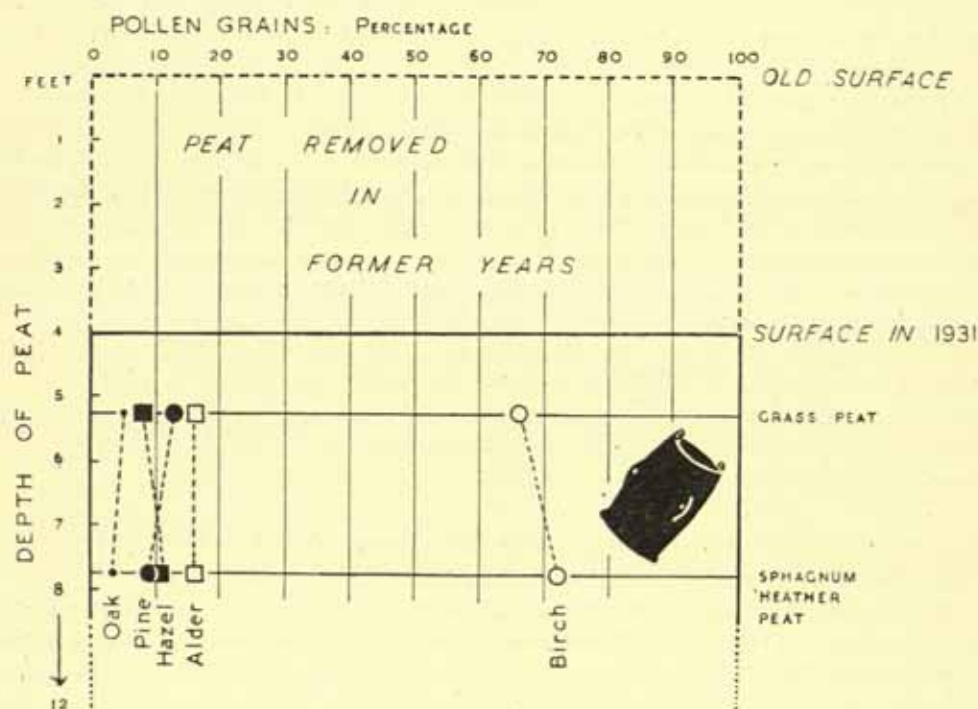 POLLEN GRAINS: PERCENTAGE
0 10 20 30 40 50 60 70 80 90 100
FEET
OLD SURFACE
1
PEAT REMOVED
2
IN
3
FORMER YEARS
4
SURFACE IN 1931
5
GRASS PEAT
6
7
8
SPHAGNUM
HEATHER
PEAT
12
DEPTH OF PEAT
Oak
Pine
Hazel
Alder
Birch